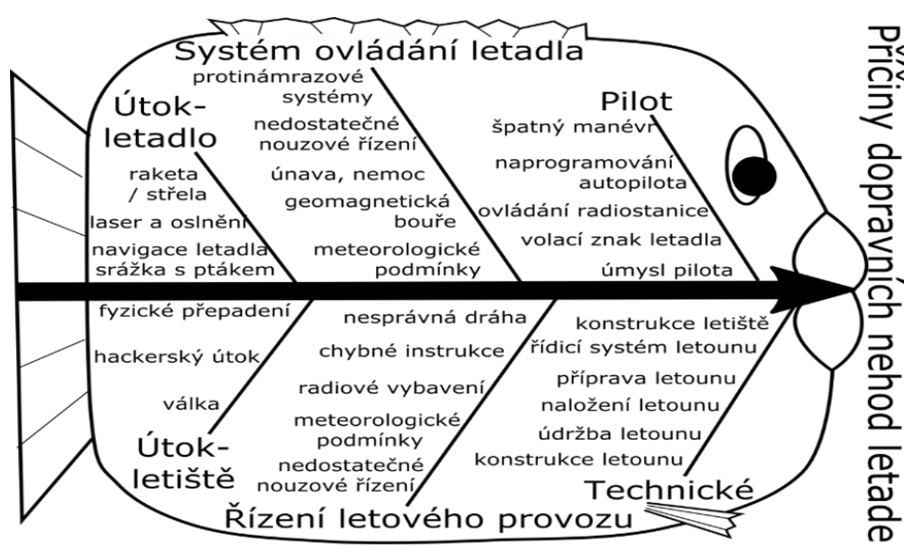 Systém ovládání letadla
protinámrazové
systémy
nedostatečné
nouzové řízení
únava, nemoc
geomagnetická
bouře
meteorologické
podmínky
Útok-
letadlo
raketa
/ střela
laser a oslnění
navigace letadla
srážka s ptákem
Pilot
špatný manévr
naprogramování
autopilota
ovládání radiostanice
volací znak letadla
úmysl pilota
fyzické přepadení
hackerský útok
válka
Útok-
letiště
nesprávná dráha
chybné instrukce
radiové vybavení
meteorologické
podmínky
nedostatečné
nouzové řízení
Řízení letového provozu
konstrukce letiště
řídicí systém letounu
příprava letounu
naložení letounu
údržba letounu
konstrukce letounu
Technické
Příčiny dopravních nehod letade